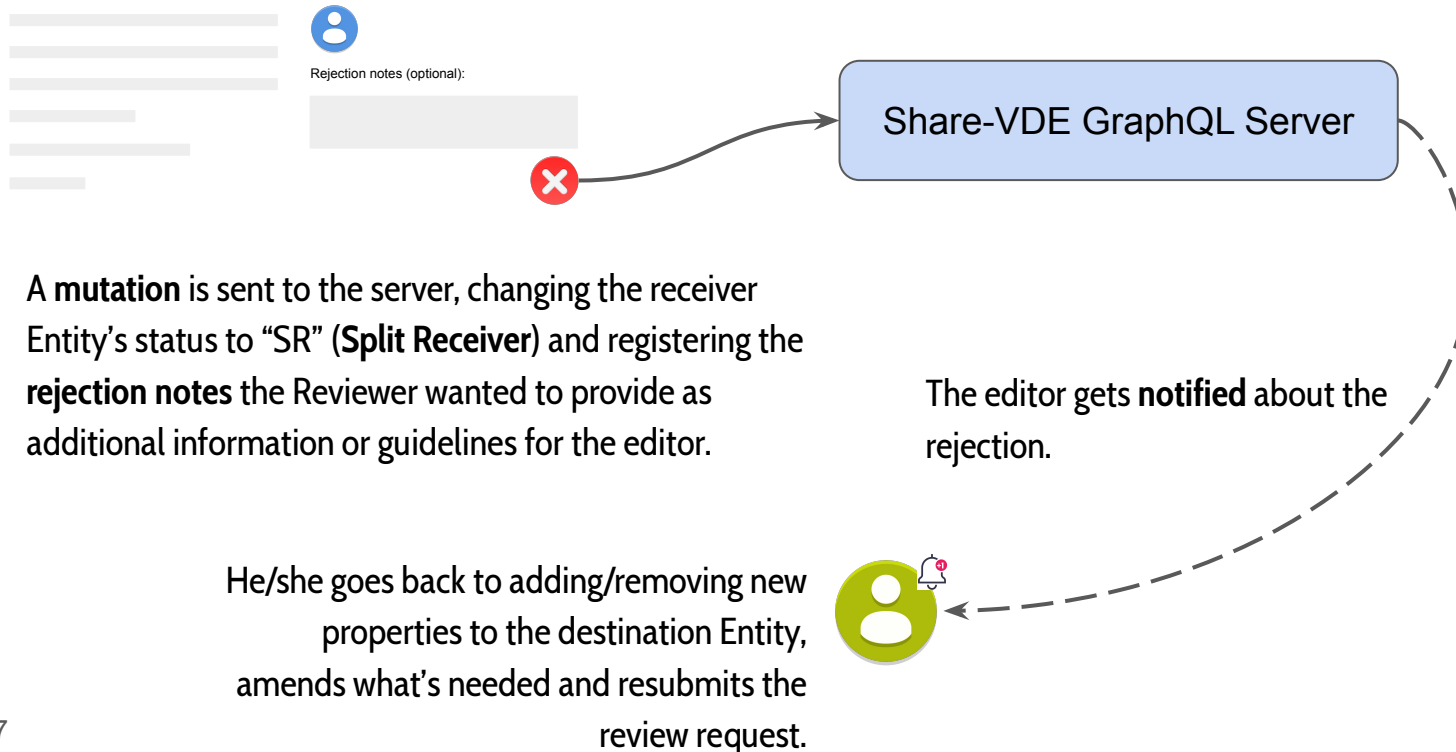 Rejection notes (optional):
Share-VDE GraphQL Server
A mutation is sent to the server, changing the receiver
Entity’s status to “SR” (Split Receiver) and registering the
rejection notes the Reviewer wanted to provide as
additional information or guidelines for the editor.
The editor gets notified about the
rejection.
+1
He/she goes back to adding/removing new
properties to the destination Entity,
amends what’s needed and resubmits the
review request.
7